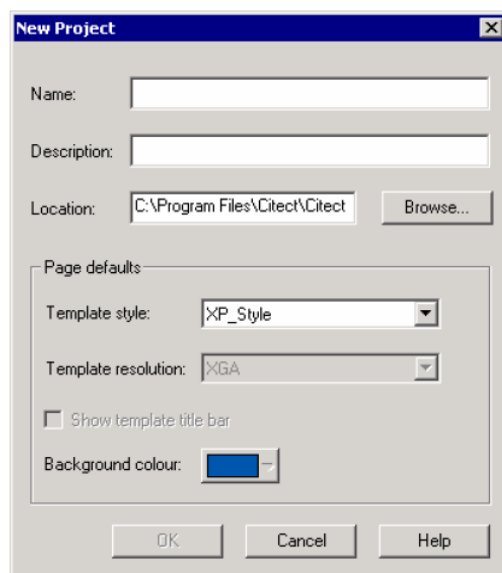 New Project
Name:
Description:
Location: C:\Program Files\Citect\Citect Browse...
Page defaults
Template style: XP_Style
Template resolution: XGA
Show template title bar
Background colour:
OK Cancel Help